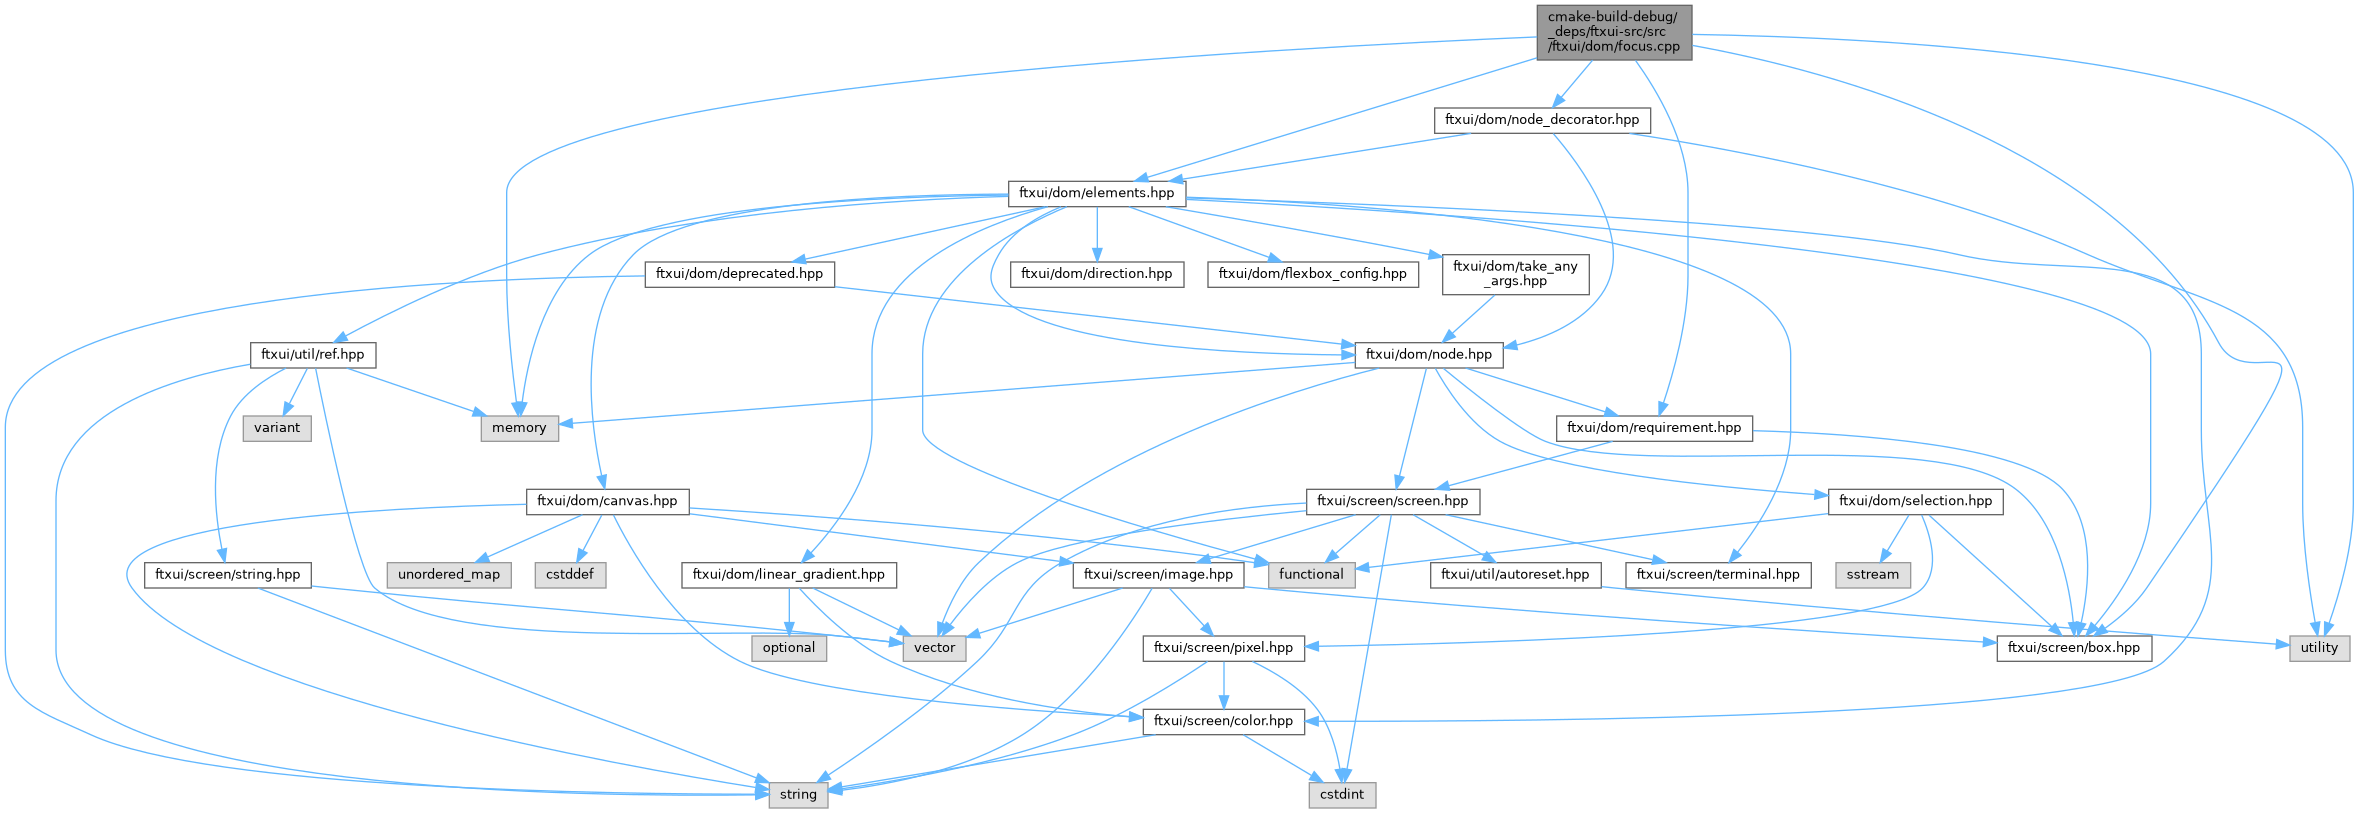 cmake-build-debug/
_deps/ftxui-src/src
/ftxui/dom/focus.cpp
ftxui/dom/node_decorator.hpp
ftxui/dom/elements.hpp
ftxui/dom/deprecated.hpp
ftxui/dom/direction.hpp
ftxui/dom/flexbox_config.hpp
ftxui/dom/take_any
_args.hpp
ftxui/util/ref.hpp
ftxui/dom/node.hpp
variant
memory
ftxui/dom/requirement.hpp
ftxui/dom/canvas.hpp
ftxui/screen/screen.hpp
ftxui/dom/selection.hpp
ftxui/screen/string.hpp
unordered_map
cstddef
ftxui/dom/linear_gradient.hpp
ftxui/screen/image.hpp
functional
ftxui/util/autoreset.hpp
ftxui/screen/terminal.hpp
sstream
optional
vector
ftxui/screen/pixel.hpp
ftxui/screen/box.hpp
utility
ftxui/screen/color.hpp
string
cstdint